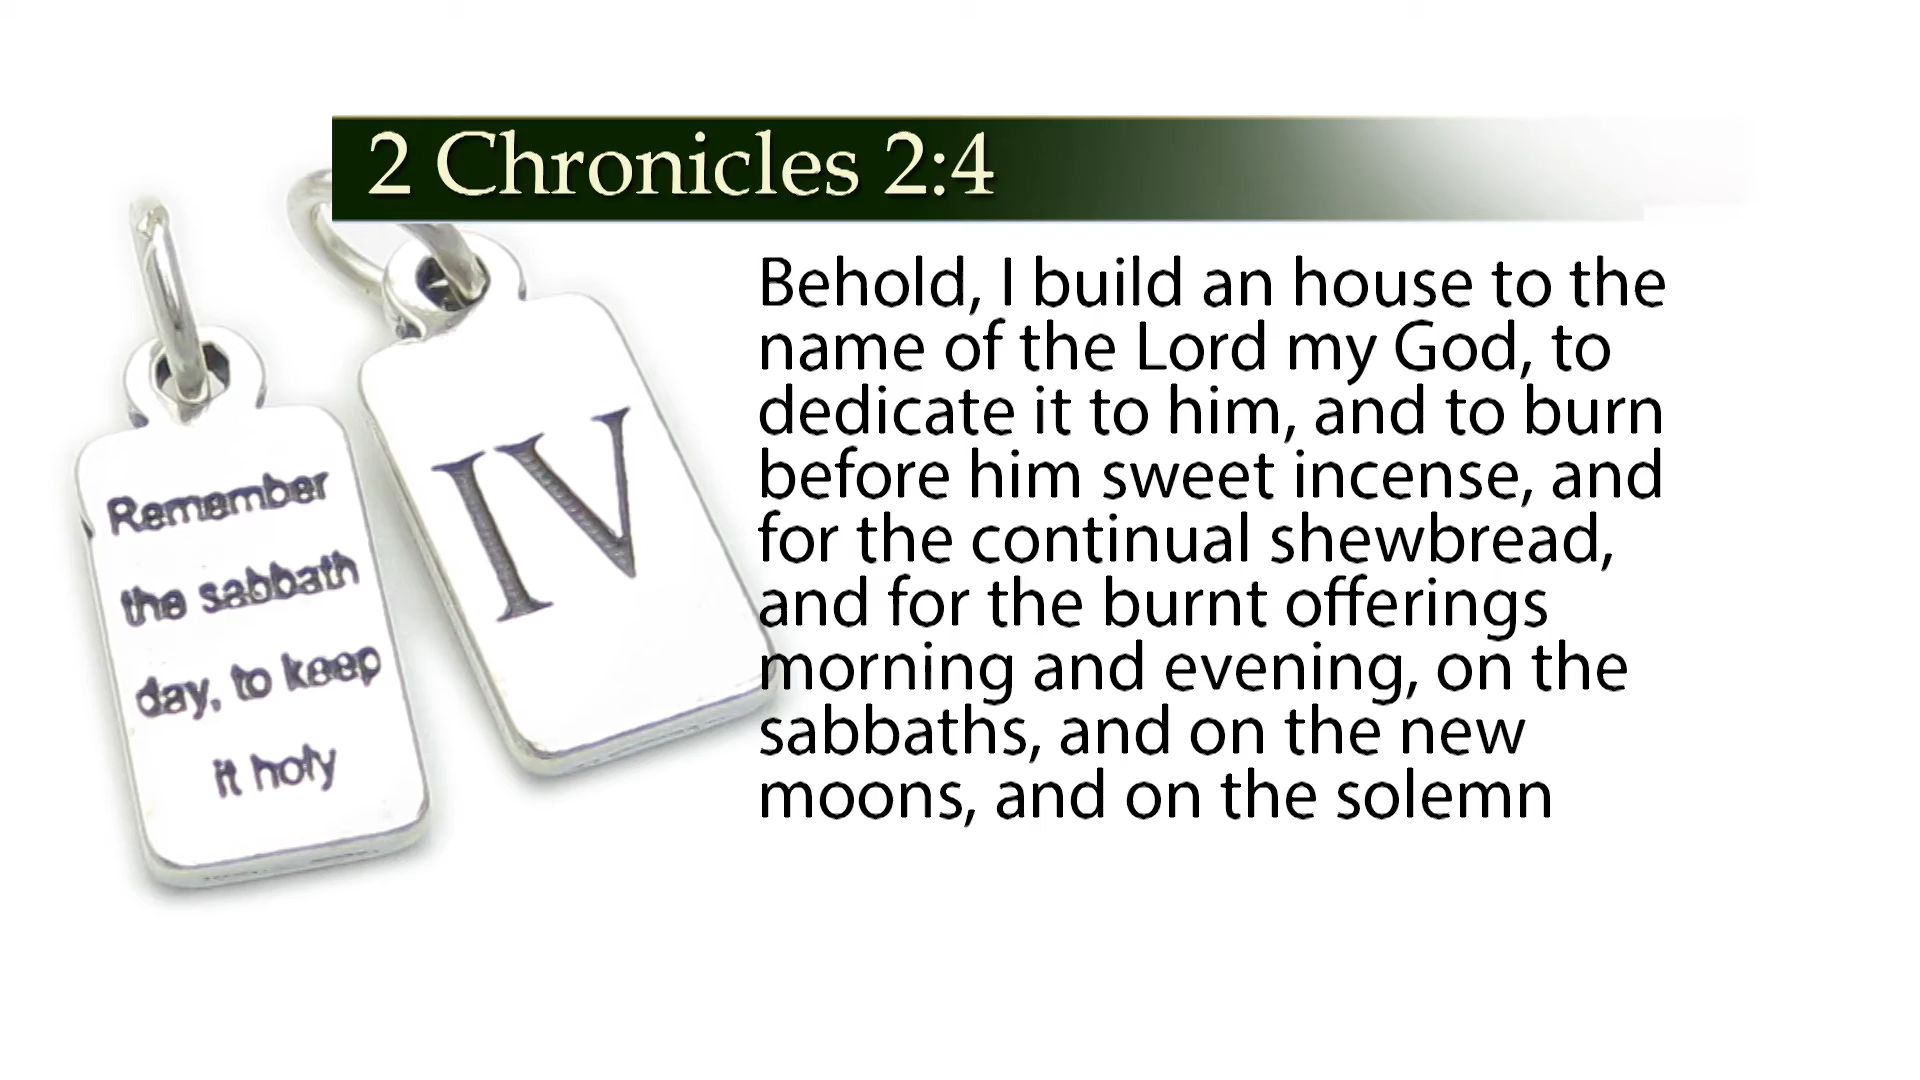 2 Chronicles 2:4
Remember
the sabbath
day, to keep
it holy
IV
Behold, I build an house to the
name of the Lord my God, to
dedicate it to him, and to burn
before him sweet incense, and
for the continual shewbread,
and for the burnt offerings
morning and evening, on the
sabbaths, and on the new
moons, and on the solemn